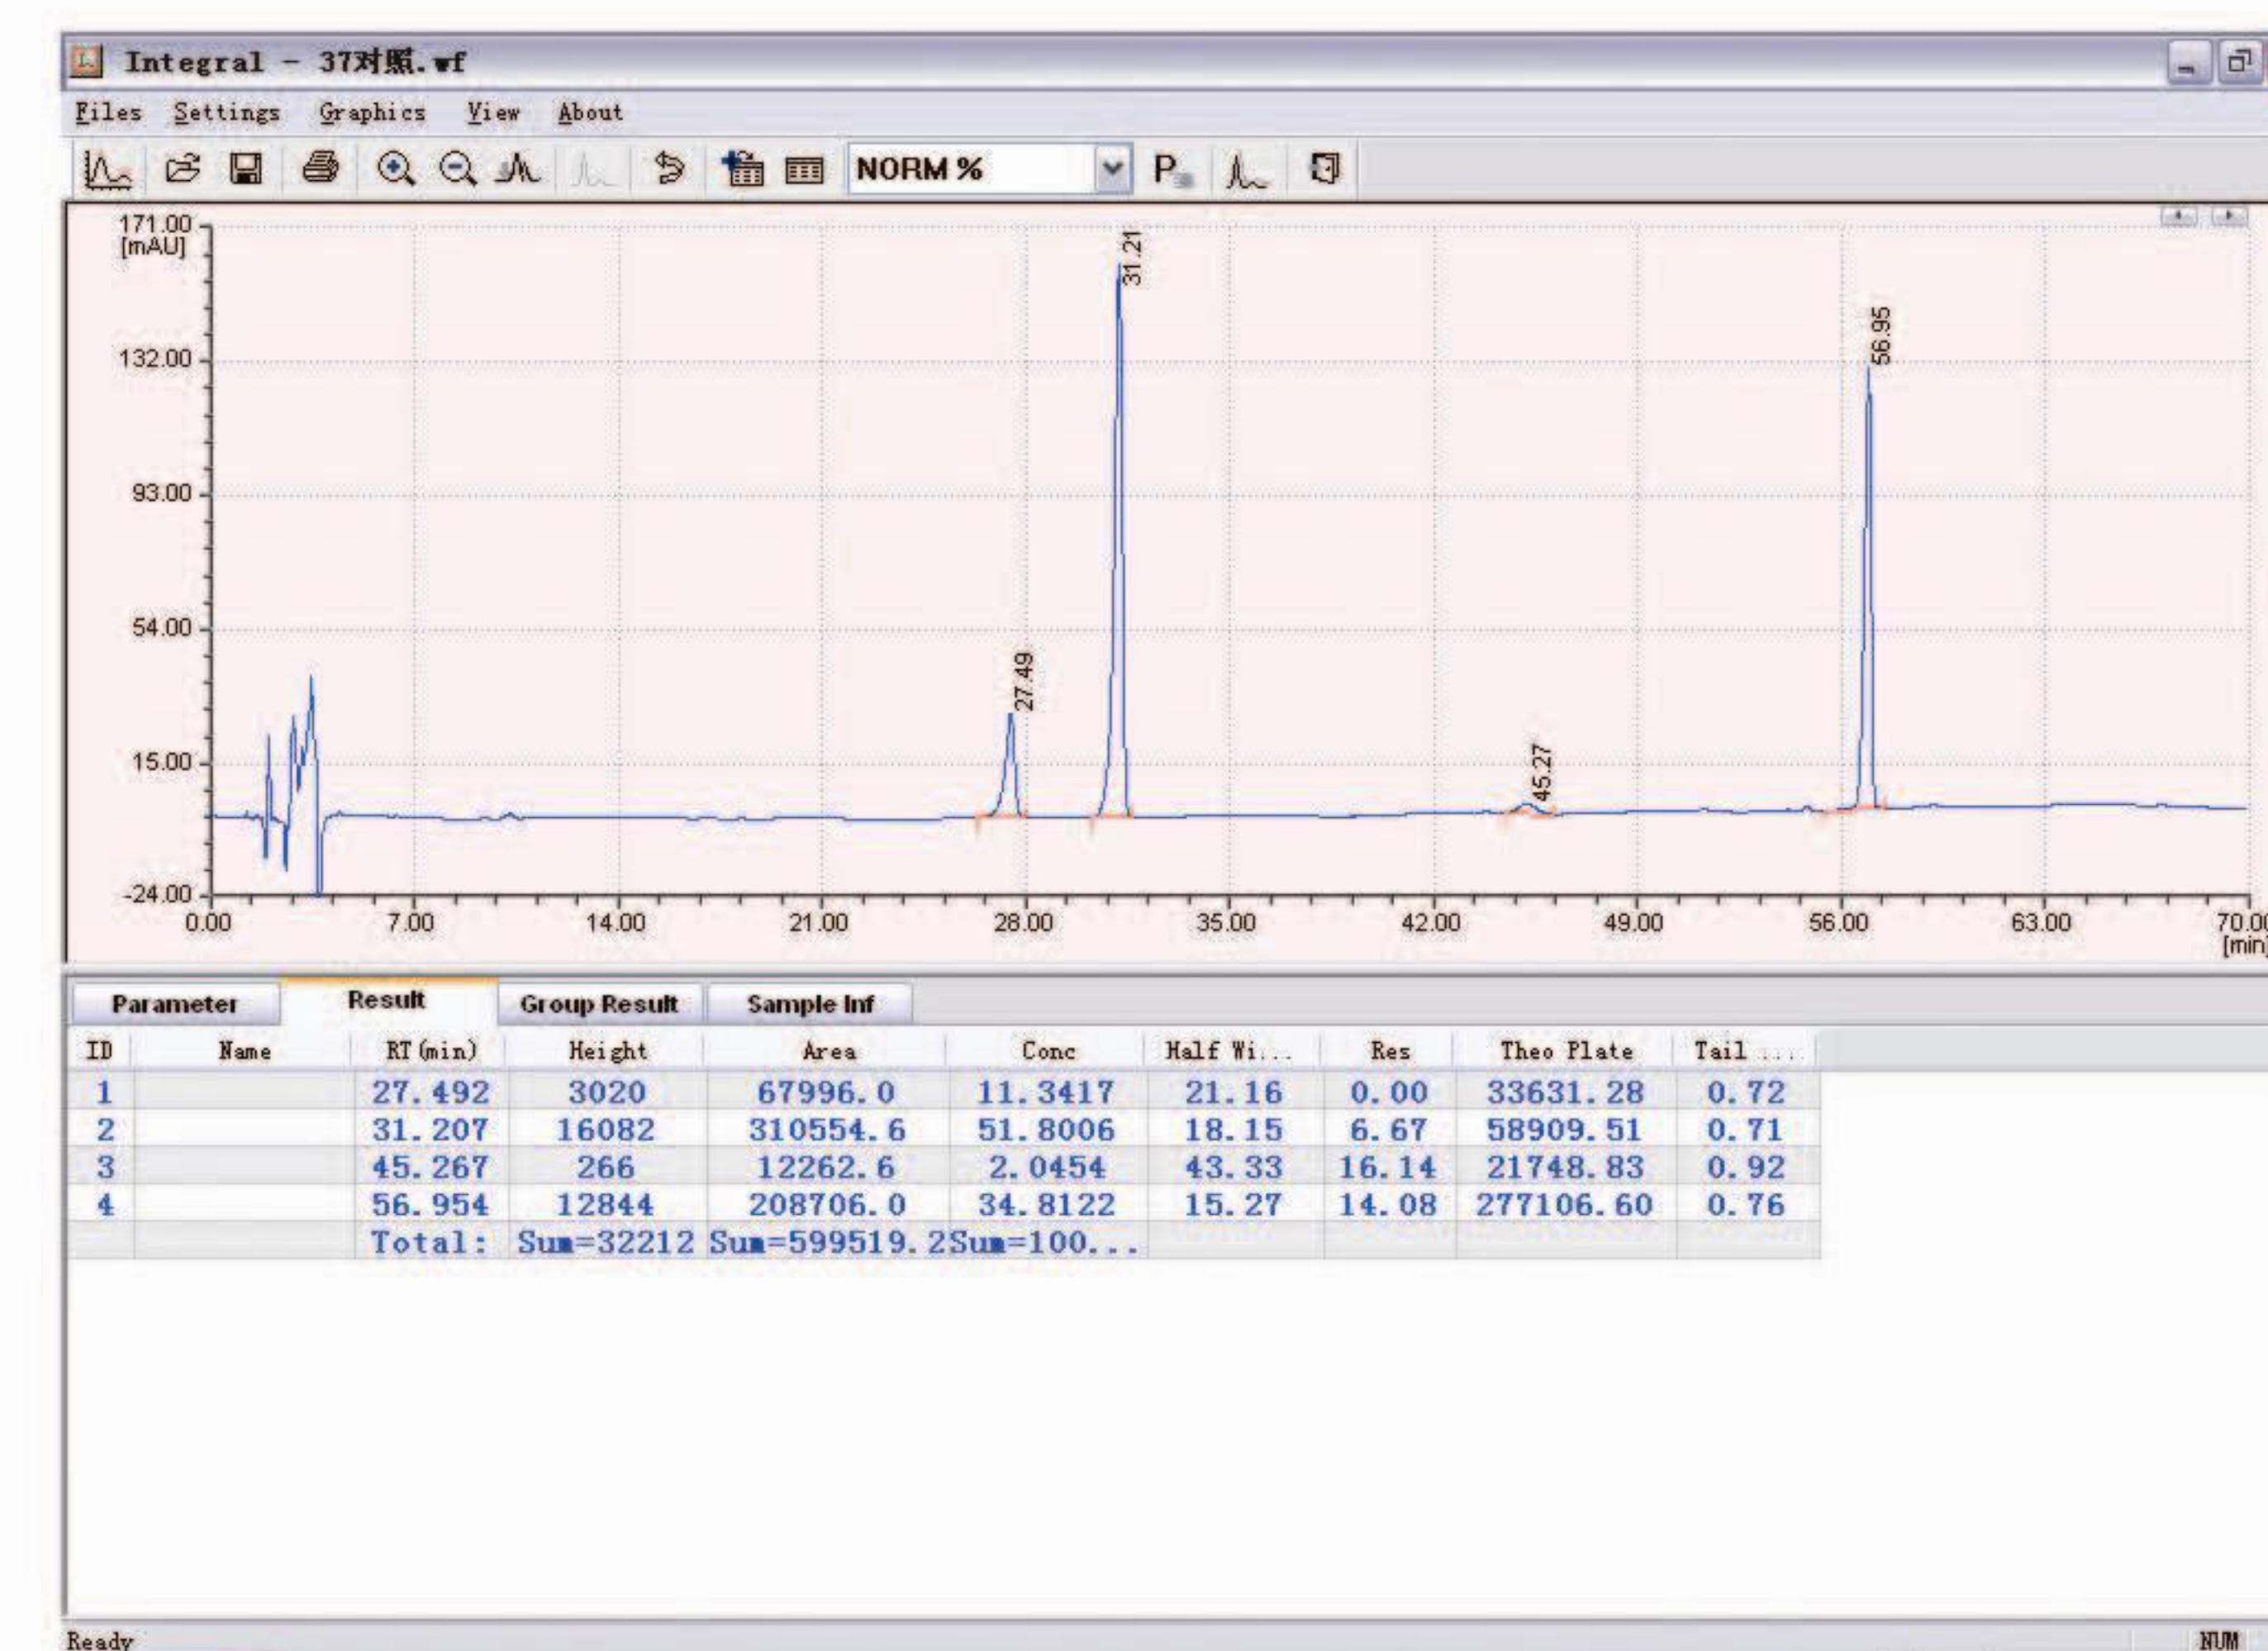 Integral - 37对照.wf
Files Settings Graphics View About
NORM % P
171.00
[mAU]
31.21
56.95
132.00
93.00
54.00
27.49
15.00
45.27
-24.00
0.00 7.00 14.00 21.00 28.00 35.00 42.00 49.00 56.00 63.00 70.00
[min]
Parameter Result Group Result Sample Inf
ID Name RT(min) Height Area Conc Half Wi... Res Theo Plate Tail ...
1 27.492 3020 67996.0 11.3417 21.16 0.00 33631.28 0.72
2 31.207 16082 310554.6 51.8006 18.15 6.67 58909.51 0.71
3 45.267 266 12262.6 2.0454 43.33 16.14 21748.83 0.92
4 56.954 12844 208706.0 34.8122 15.27 14.08 277106.60 0.76
Total: Sum=32212 Sum=599519.2 Sum=100...
Ready NUM